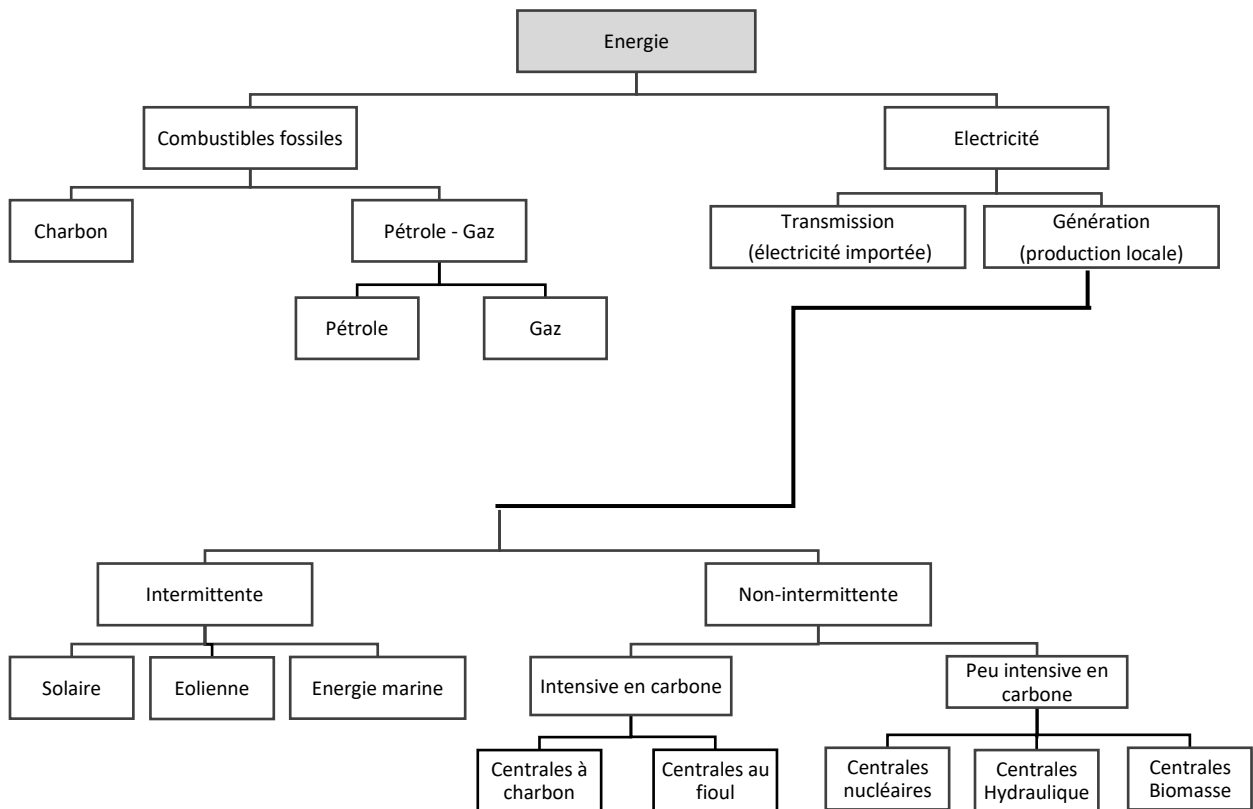 Energie
Combustibles fossiles
Electricité
Charbon
Pétrole - Gaz
Transmission
(électricité importée)
Génération
(production locale)
Pétrole
Gaz
Intermittente
Non-intermittente
Solaire
Eolienne
Energie marine
Intensive en carbone
Peu intensive en
carbone
Centrales à
charbon
Centrales au
fioul
Centrales
nucléaires
Centrales
Hydraulique
Centrales
Biomasse